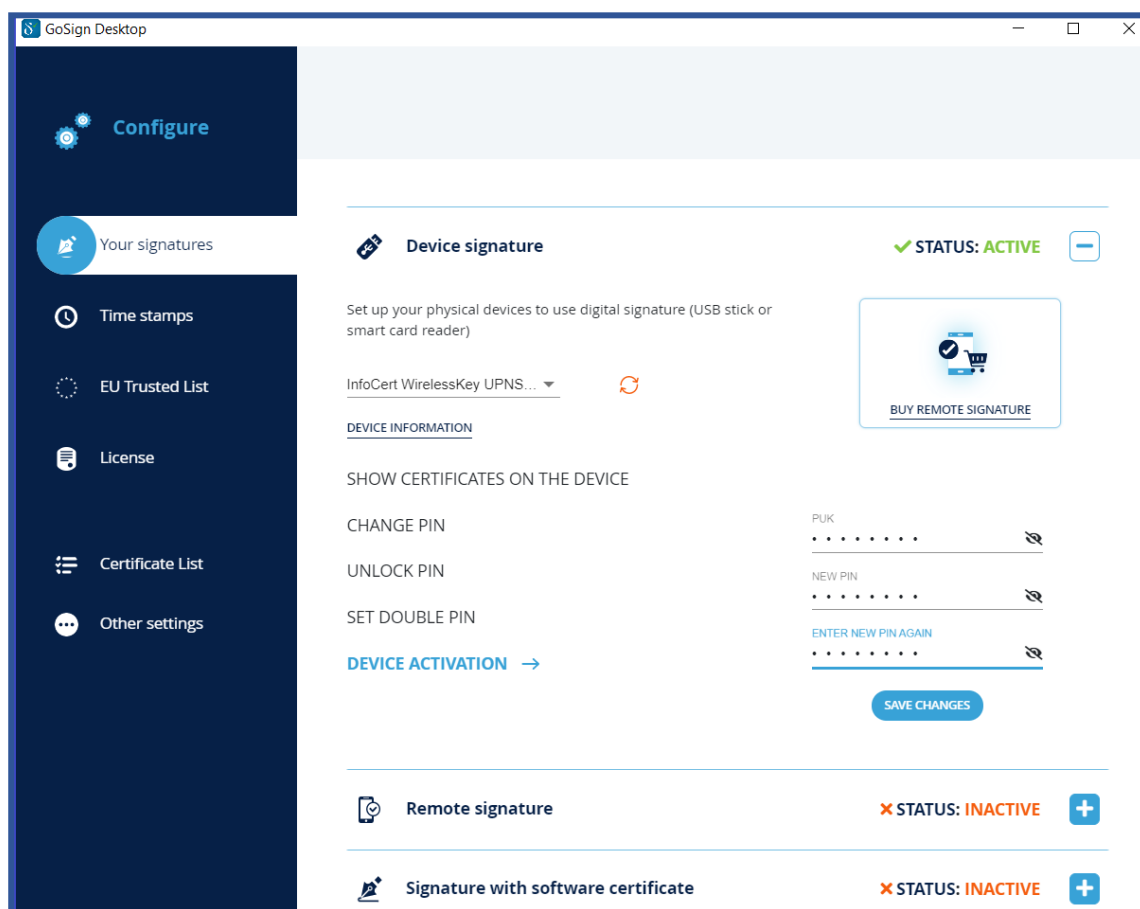 GoSign Desktop
Configure
Your signatures
Time stamps
EU Trusted List
License
Certificate List
Other settings
Device signature
STATUS: ACTIVE
Set up your physical devices to use digital signature (USB stick or
smart card reader)
InfoCert WirelessKey UPNS...
DEVICE INFORMATION
BUY REMOTE SIGNATURE
SHOW CERTIFICATES ON THE DEVICE
CHANGE PIN
UNLOCK PIN
SET DOUBLE PIN
DEVICE ACTIVATION →
PUK
• • • • • • • •
NEW PIN
• • • • • • • •
ENTER NEW PIN AGAIN
• • • • • • • •
SAVE CHANGES
Remote signature
STATUS: INACTIVE
Signature with software certificate
STATUS: INACTIVE